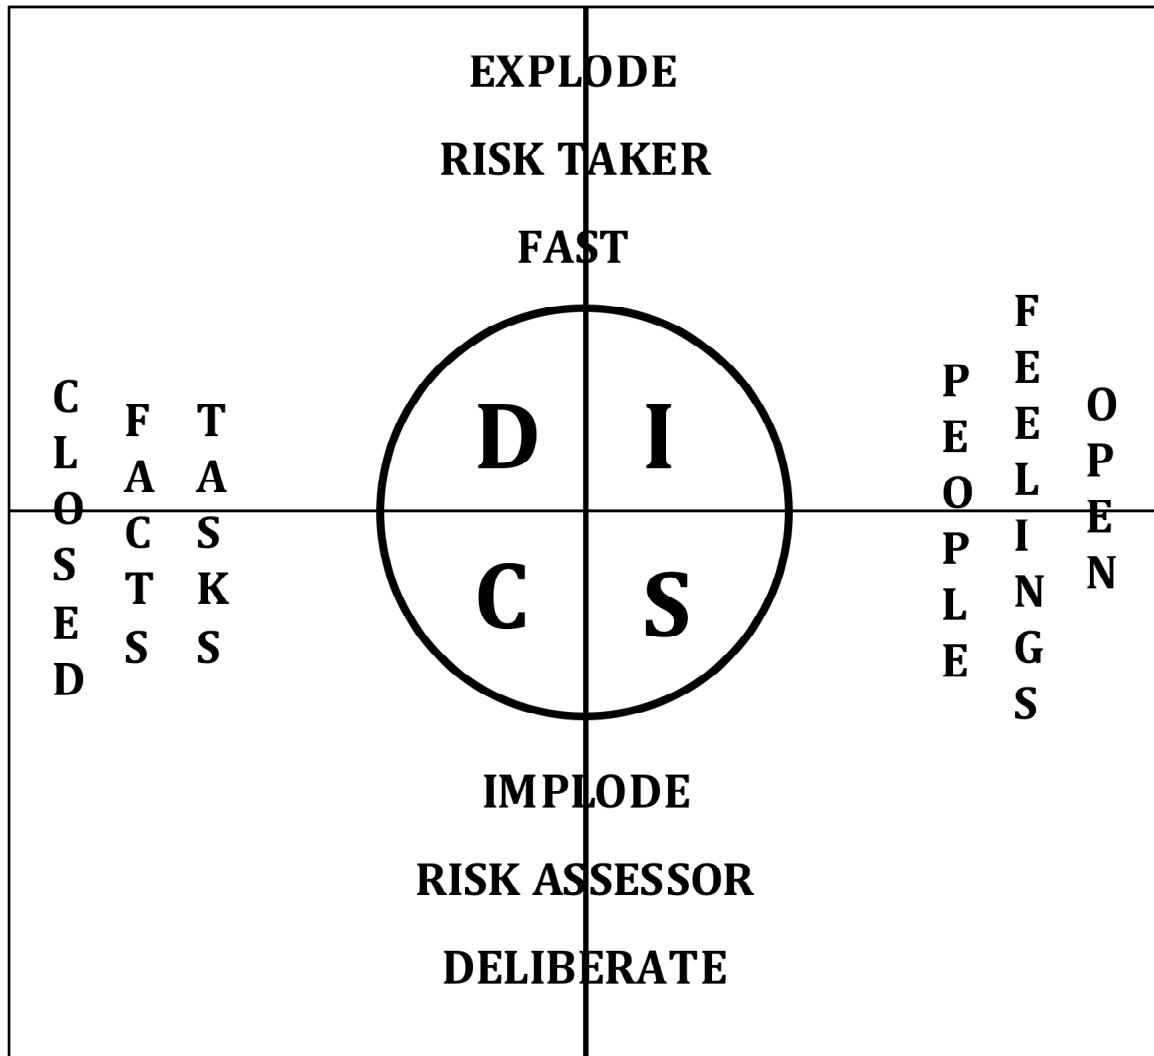 EXPLODE
RISK TAKER
FAST
CLOSED
FACTS
TASKS
D I
C S
PEOPLE
FEELINGS
OPEN
IMPLODE
RISK ASSESSOR
DELIBERATE